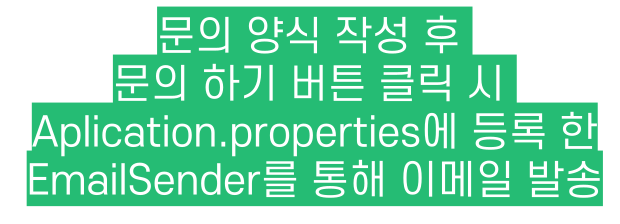 문의 양식 작성 후
문의 하기 버튼 클릭 시
Aplication.properties에 등록 한
EmailSender를 통해 이메일 발송